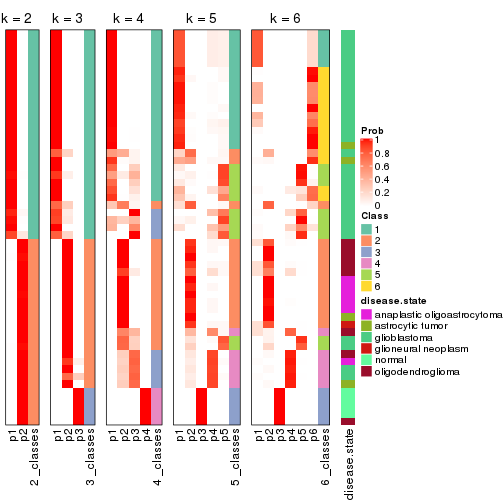 k = 2
k = 3
k = 4
k = 5
k = 6
p1
p2
2_classes
p1
p2
p3
3_classes
p1
p2
p3
p4
4_classes
p1
p2
p3
p4
p5
5_classes
p1
p2
p3
p4
p5
p6
6_classes
disease.state
Prob
1
0.8
0.6
0.4
0.2
0
Class
1
2
3
4
5
6
disease.state
anaplastic oligoastrocytoma
astrocytic tumor
glioblastoma
glioneural neoplasm
normal
oligodendroglioma